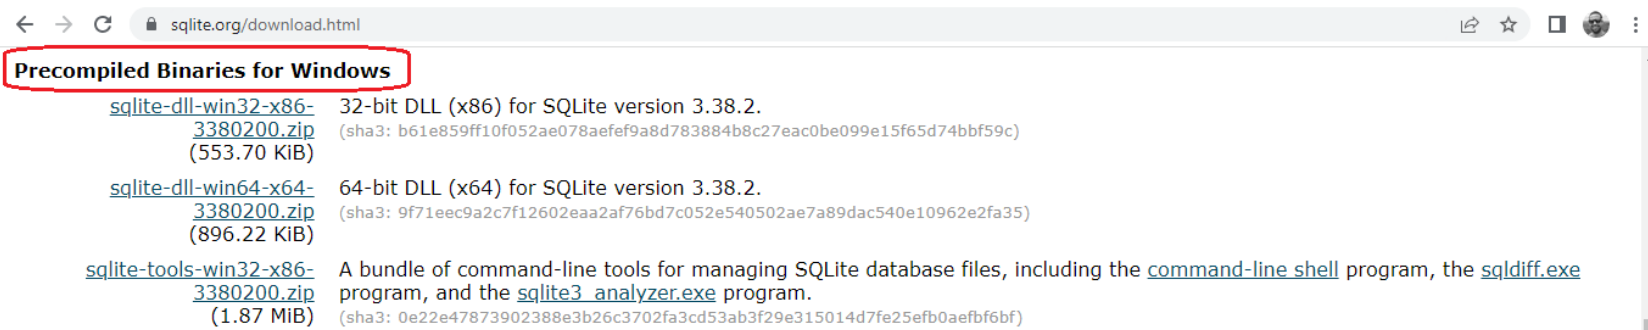 sqlite.org/download.html
Precompiled Binaries for Windows
sqlite-dll-win32-x86- 32-bit DLL (x86) for SQLite version 3.38.2.
3380200.zip (sha3: b61e859ff10f052ae078aefef9a8d783884b8c27eac0be099e15f65d74bbf59c)
(553.70 KiB)
sqlite-dll-win64-x64- 64-bit DLL (x64) for SQLite version 3.38.2.
3380200.zip (sha3: 9f71eec9a2c7f12602eaa2af76bd7c052e540502ae7a89dac540e10962e2fa35)
(896.22 KiB)
sqlite-tools-win32-x86- A bundle of command-line tools for managing SQLite database files, including the command-line shell program, the sqldiff.exe
3380200.zip program, and the sqlite3_analyzer.exe program.
(1.87 MiB) (sha3: 0e22e47873902388e3b26c3702fa3cd53ab3f29e315014d7fe25efb0aefbf6bf)